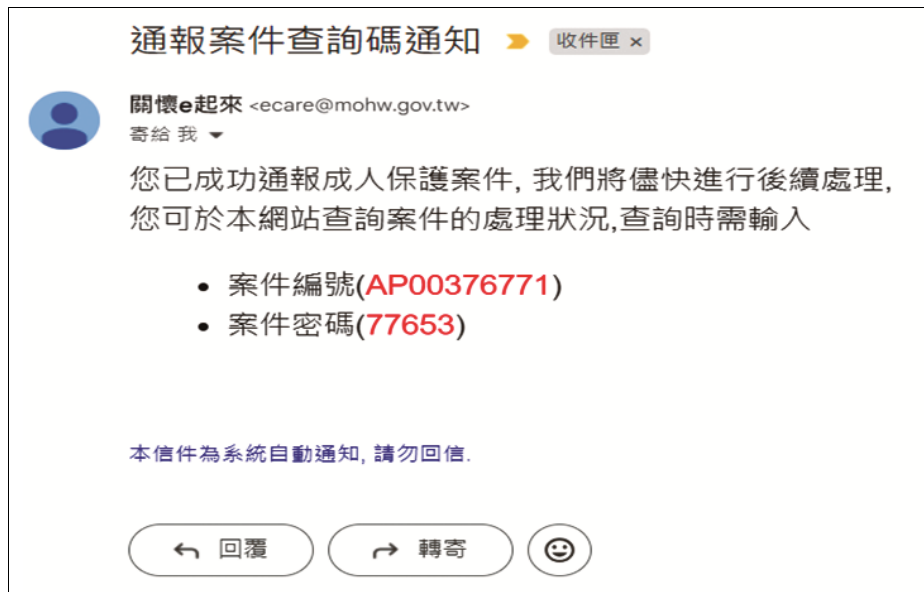 通報案件查詢碼通知 收件匣 ×
關懷e起來 <ecare@mohw.gov.tw>
寄給 我
您已成功通報成人保護案件, 我們將儘快進行後續處理,
您可於本網站查詢案件的處理狀況,查詢時需輸入
• 案件編號(AP00376771)
• 案件密碼(77653)
本信件為系統自動通知, 請勿回信.
回覆 轉寄